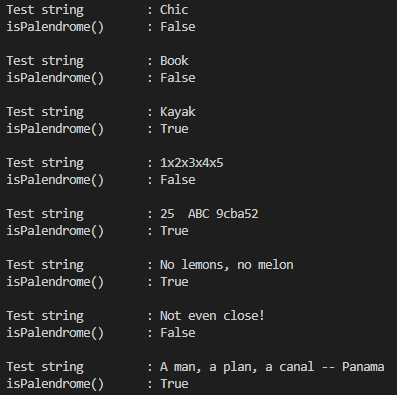 Test string : Chic
isPalendrome() : False
Test string : Book
isPalendrome() : False
Test string : Kayak
isPalendrome() : True
Test string : 1x2x3x4x5
isPalendrome() : False
Test string : 25  ABC 9cba52
isPalendrome() : True
Test string : No lemons, no melon
isPalendrome() : True
Test string : Not even close!
isPalendrome() : False
Test string : A man, a plan, a canal -- Panama
isPalendrome() : True